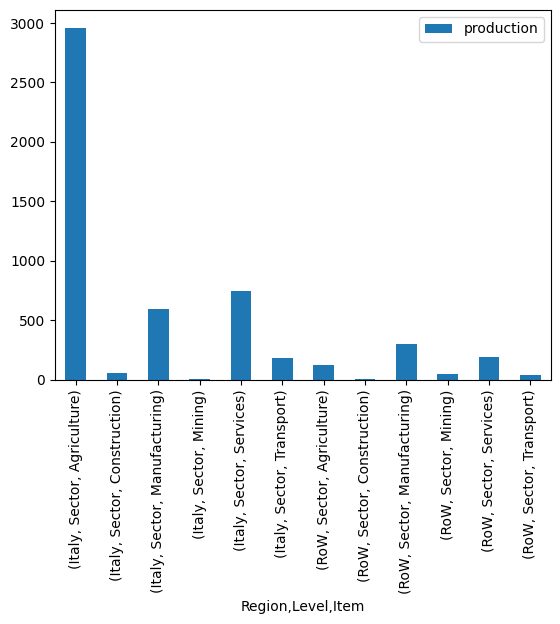 production
3000
2500
2000
1500
1000
500
0
(Italy, Sector, Agriculture)
(Italy, Sector, Construction)
(Italy, Sector, Manufacturing)
(Italy, Sector, Mining)
(Italy, Sector, Services)
(Italy, Sector, Transport)
(RoW, Sector, Agriculture)
(RoW, Sector, Construction)
(RoW, Sector, Manufacturing)
(RoW, Sector, Mining)
(RoW, Sector, Services)
(RoW, Sector, Transport)
Region,Level,Item